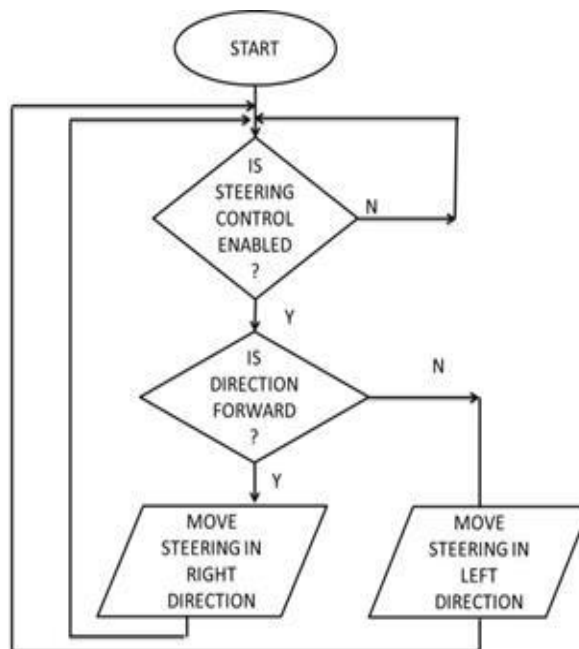 START
IS
STEERING
CONTROL
ENABLED
?
N
Y
IS
DIRECTION
FORWARD
?
N
Y
MOVE
STEERING IN
RIGHT
DIRECTION
MOVE
STEERING IN
LEFT
DIRECTION